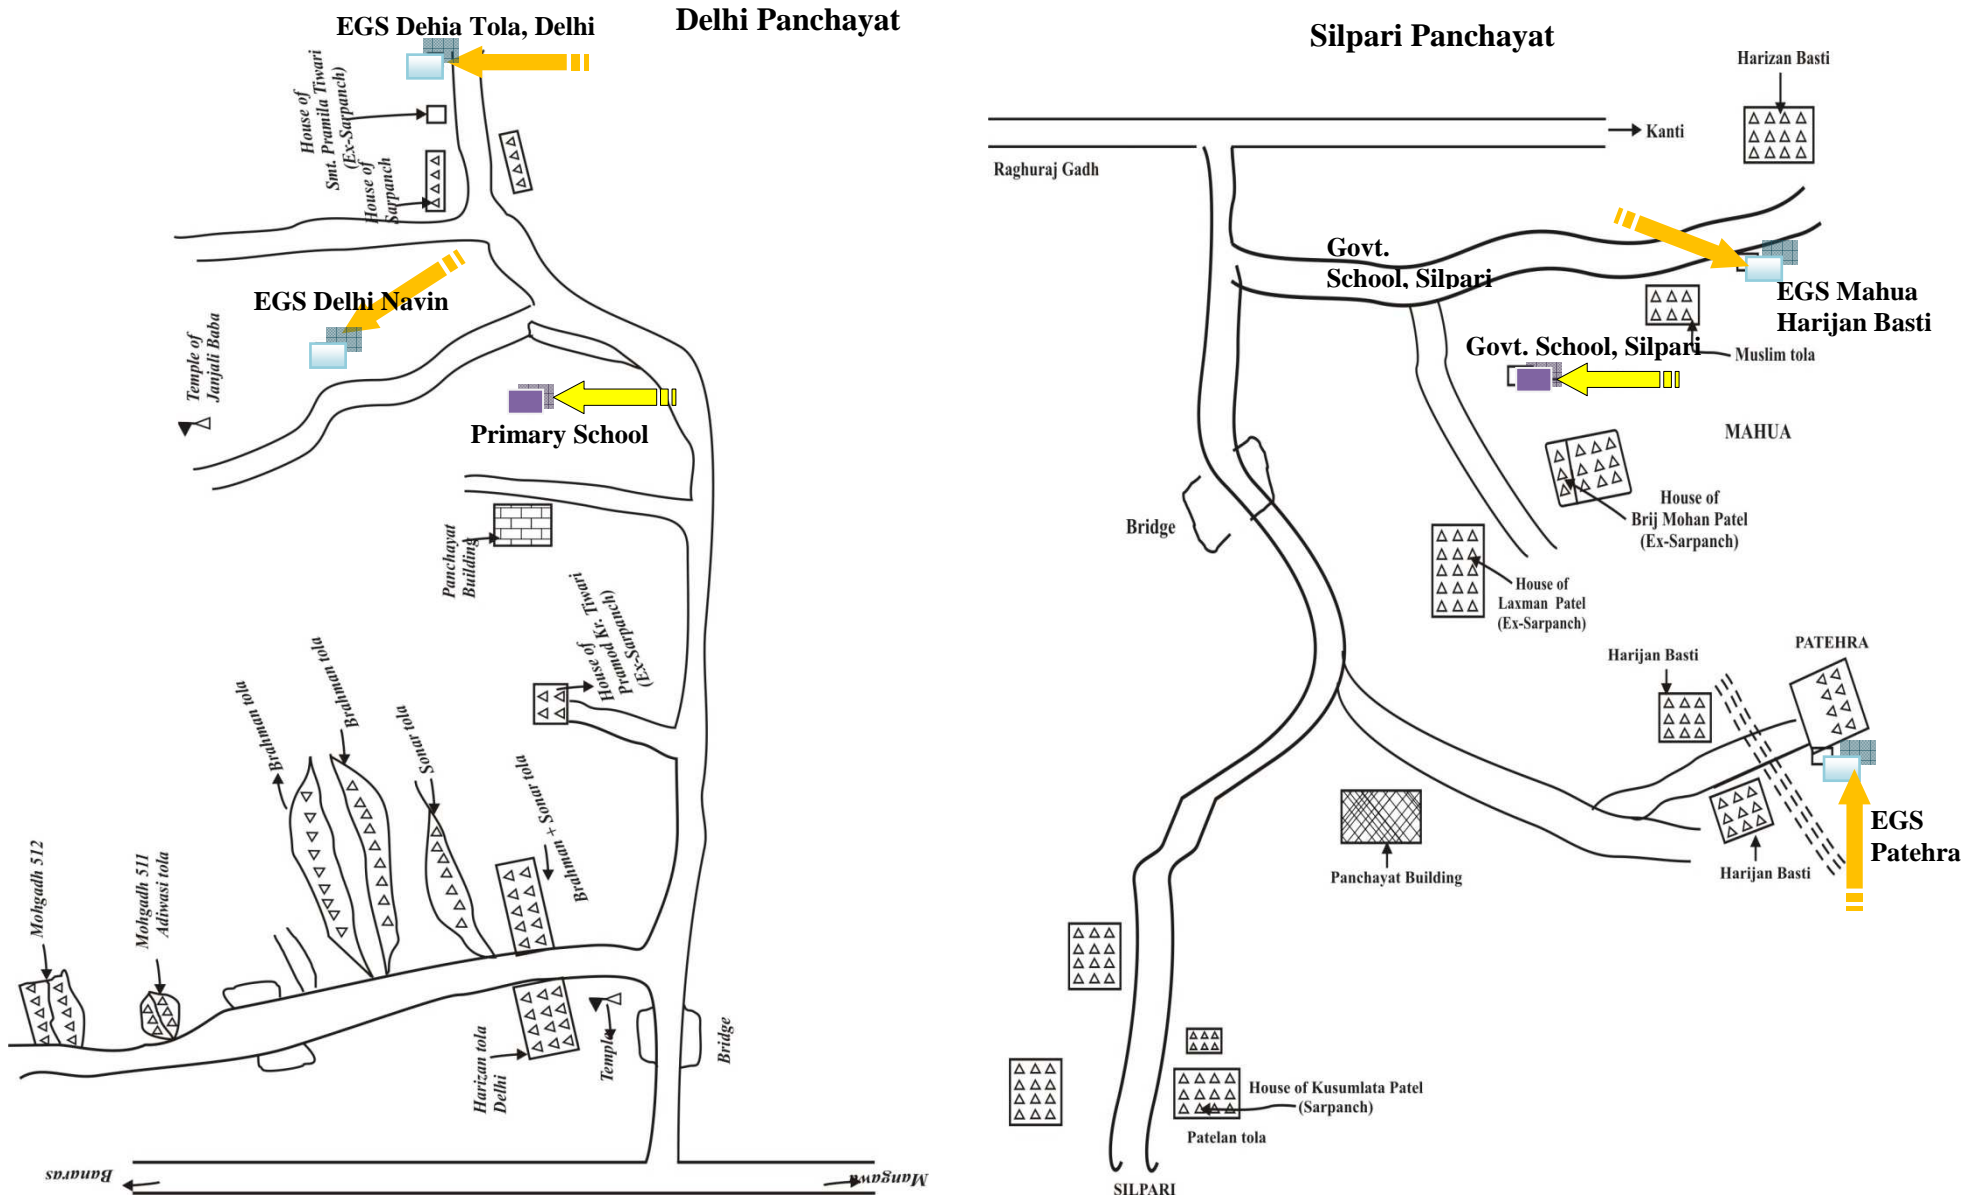 Delhi Panchayat
EGS Dehia Tola, Delhi
House of
Smt. Pramila Tiwari
(Ex-Sarpanch)
House of
Sarpanch
EGS Delhi Navin
Temple of
Janjali Baba
Primary School
Panchayat
Building
House of
Pramod Kr. Tiwari
(Ex-Sarpanch)
Brahman tola
Brahman tola
Sonar tola
Brahman + Sonar tola
Mohgadh 512
Mohgadh 511
Adiwasi tola
Harizan tola
Delhi
Temple
Bridge
Banaras
Mangawa
Silpari Panchayat
Harizan Basti
Kanti
Raghuraj Gadh
Govt.
School, Silpari
EGS Mahua
Harijan Basti
Muslim tola
Govt. School, Silpari
MAHUA
House of
Brij Mohan Patel
(Ex-Sarpanch)
Bridge
House of
Laxman Patel
(Ex-Sarpanch)
Harijan Basti
PATEHRA
EGS
Patehra
Harijan Basti
Panchayat Building
House of Kusumlata Patel
(Sarpanch)
Patelan tola
SILPARI